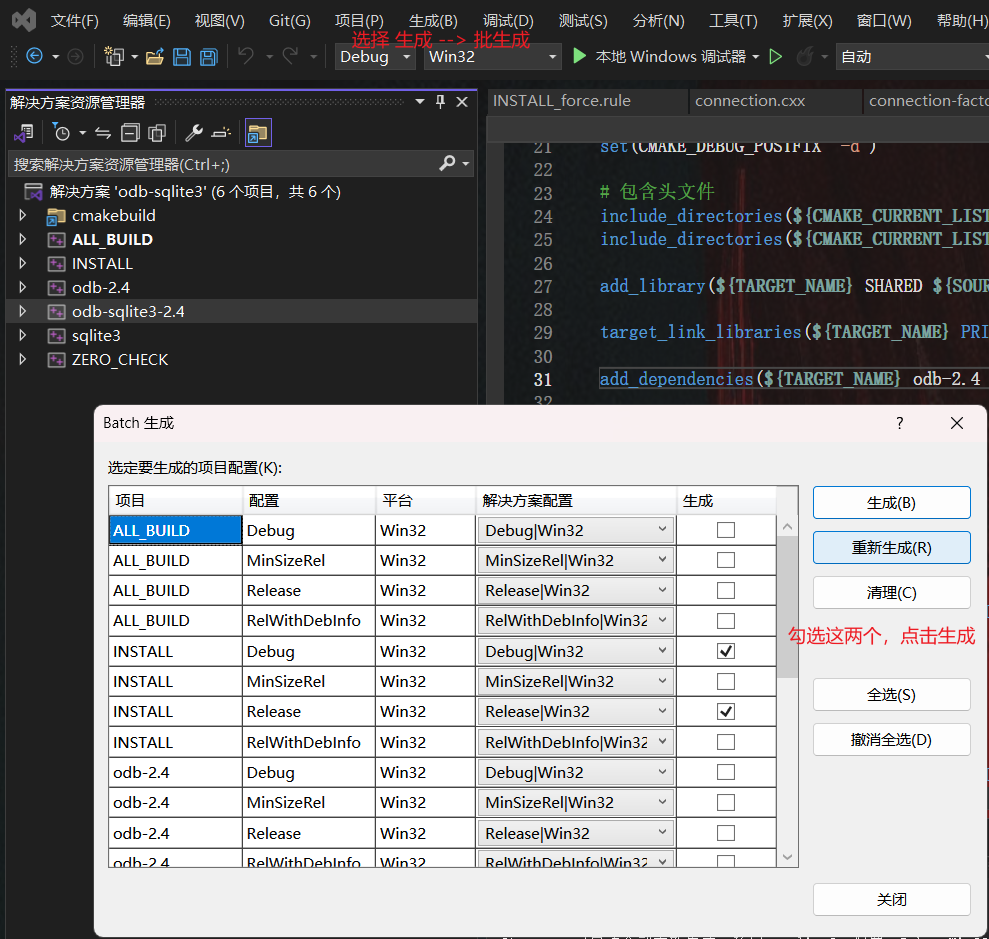 文件(F) 编辑(E) 视图(V) Git(G) 项目(P) 生成(B) 调试(D) 测试(S) 分析(N) 工具(T) 扩展(X) 窗口(W) 帮助(H)
选择 生成 --> 批生成
Debug Win32 本地 Windows 调试器 自动
解决方案资源管理器
INSTALL_force.rule connection.cxx connection-facto
搜索解决方案资源管理器(Ctrl+;)
解决方案 'odb-sqlite3' (6 个项目，共 6 个)
cmakebuild
ALL_BUILD
INSTALL
odb-2.4
odb-sqlite3-2.4
sqlite3
ZERO_CHECK
21 set(CMAKE_DEBUG_POSTFIX "-d")
22
23 # 包含头文件
24 include_directories(${CMAKE_CURRENT_LIST
25 include_directories(${CMAKE_CURRENT_LIST
26
27 add_library(${TARGET_NAME} SHARED ${SOUR
28
29 target_link_libraries(${TARGET_NAME} PRI
30
31 add_dependencies(${TARGET_NAME} odb-2.4
32
Batch 生成 ?
选定要生成的项目配置(K):
项目 配置 平台 解决方案配置 生成
ALL_BUILD Debug Win32 Debug|Win32
ALL_BUILD MinSizeRel Win32 MinSizeRel|Win32
ALL_BUILD Release Win32 Release|Win32
ALL_BUILD RelWithDebInfo Win32 RelWithDebInfo|Win32
INSTALL Debug Win32 Debug|Win32
INSTALL MinSizeRel Win32 MinSizeRel|Win32
INSTALL Release Win32 Release|Win32
INSTALL RelWithDebInfo Win32 RelWithDebInfo|Win32
odb-2.4 Debug Win32 Debug|Win32
odb-2.4 MinSizeRel Win32 MinSizeRel|Win32
odb-2.4 Release Win32 Release|Win32
odb-2.4 RelWithDebInfo Win32 RelWithDebInfo|Win32
生成(B)
重新生成(R)
清理(C)
勾选这两个，点击生成
全选(S)
撤消全选(D)
关闭